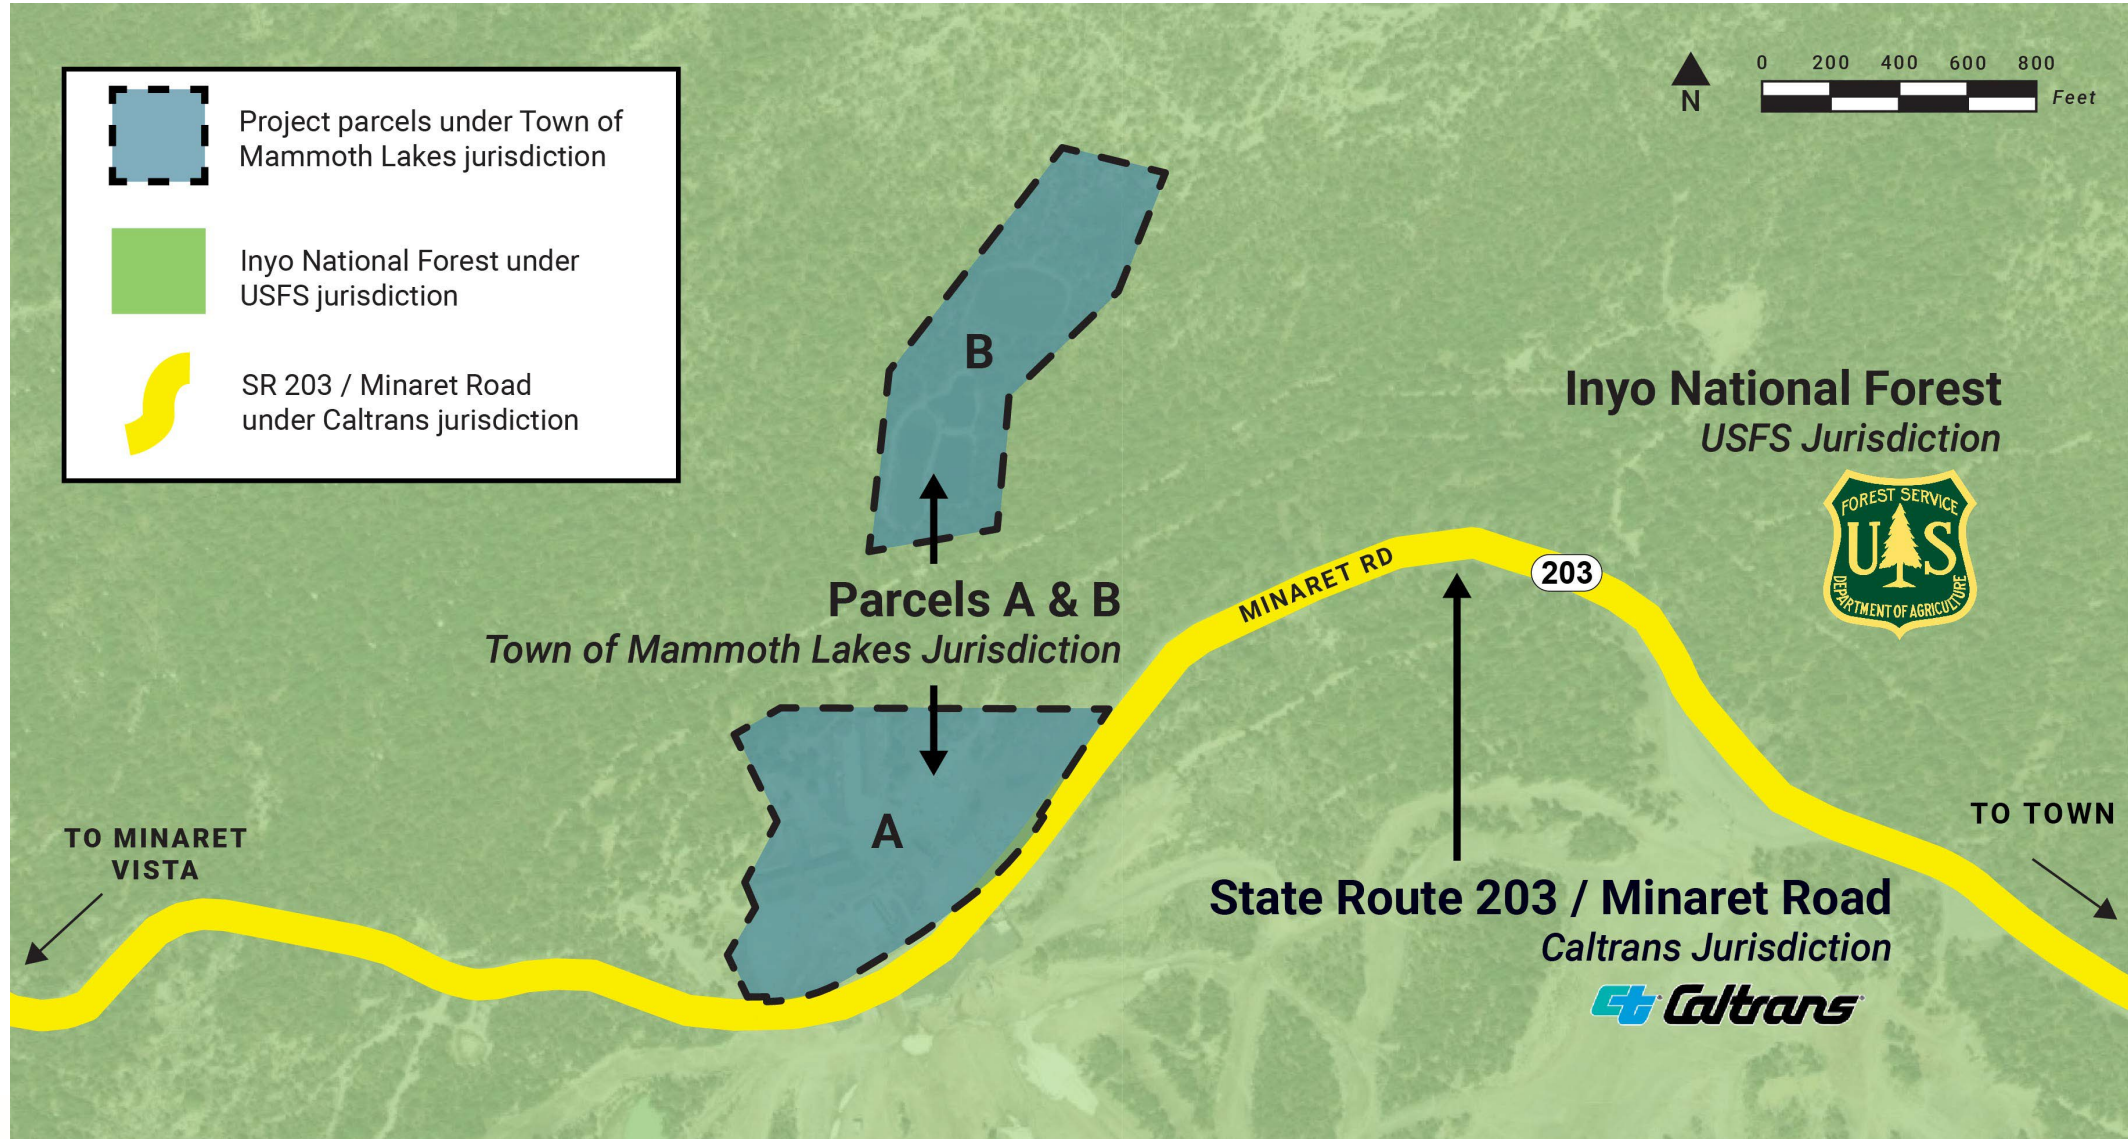 Project parcels under Town of
Mammoth Lakes jurisdiction
Inyo National Forest under
USFS jurisdiction
SR 203 / Minaret Road
under Caltrans jurisdiction
N
0 200 400 600 800
Feet
B
Inyo National Forest
USFS Jurisdiction
FOREST SERVICE
U S
DEPARTMENT OF AGRICULTURE
MINARET RD
203
Parcels A & B
Town of Mammoth Lakes Jurisdiction
A
TO MINARET
VISTA
TO TOWN
State Route 203 / Minaret Road
Caltrans Jurisdiction
ct Caltrans